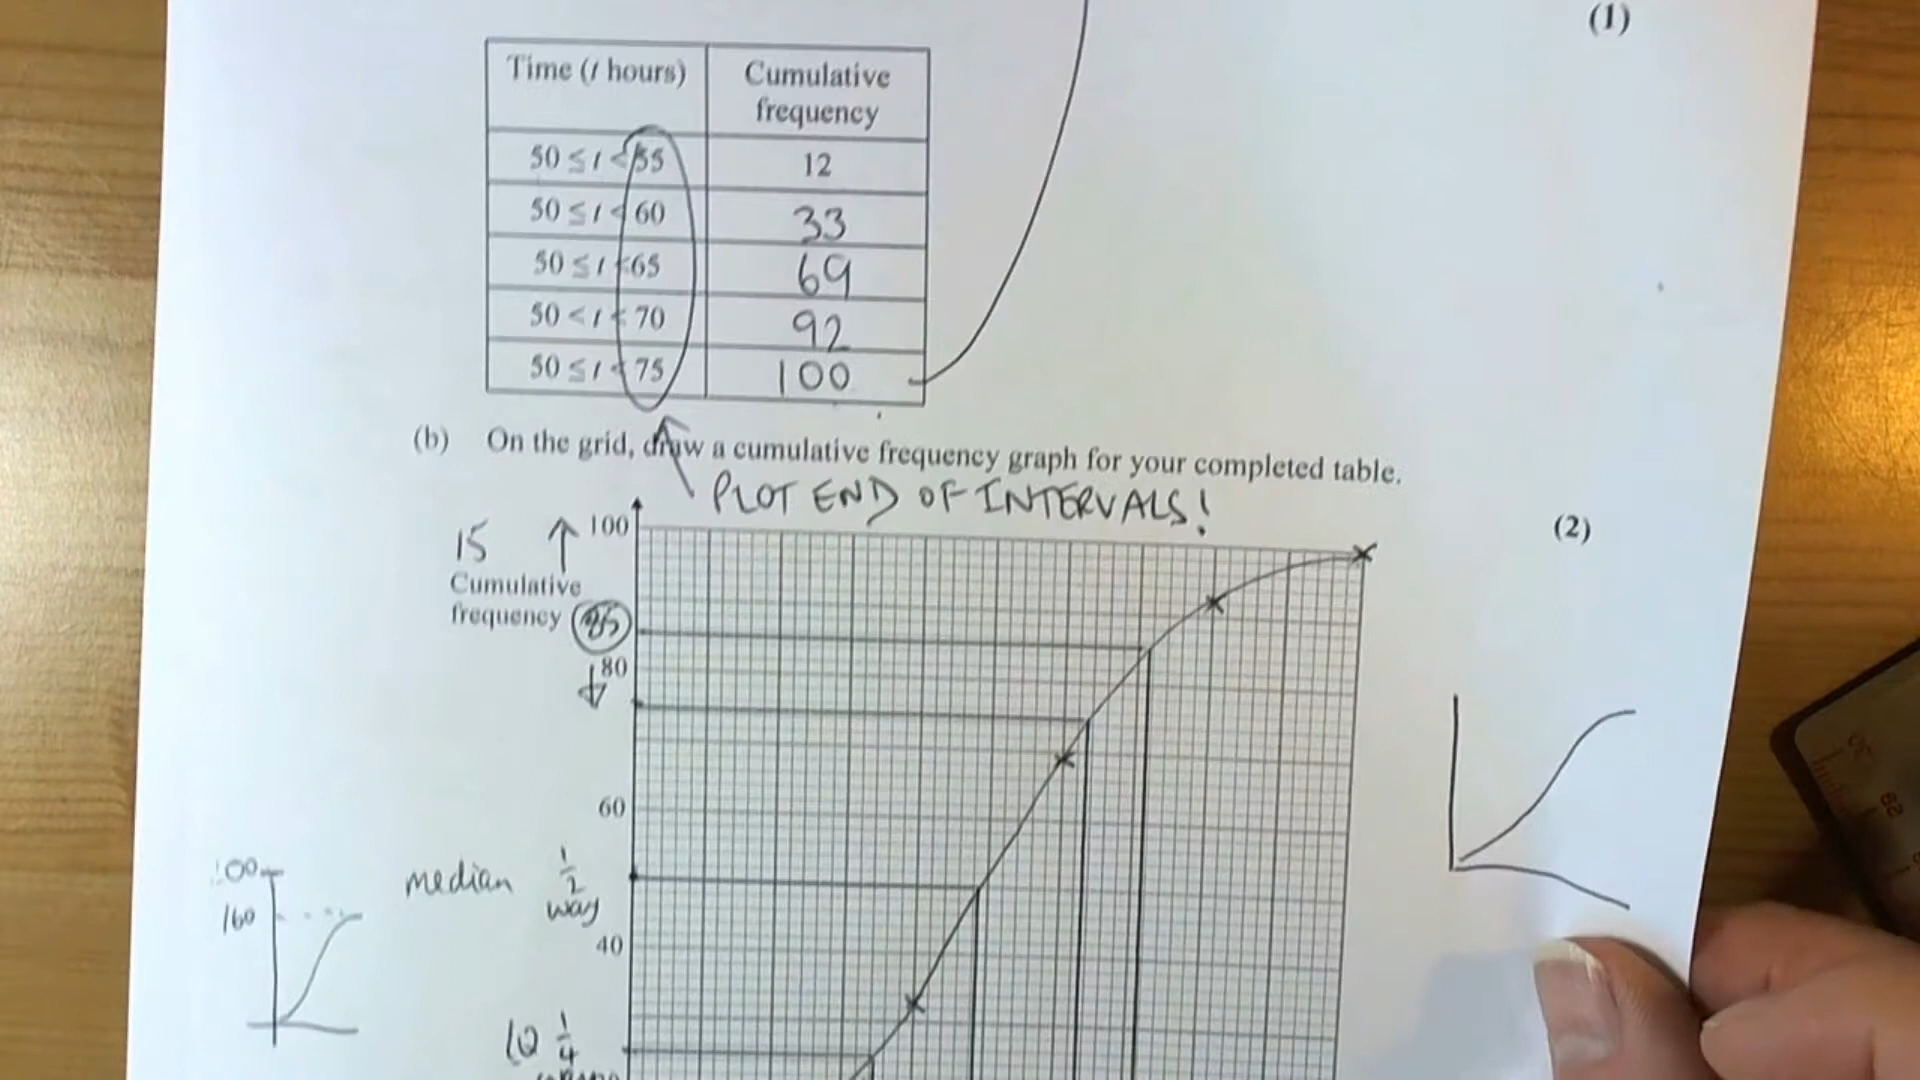 (1)
Time (t hours) Cumulative frequency
50 ≤ t < 55 12
50 ≤ t < 60 33
50 ≤ t < 65 69
50 < t < 70 92
50 ≤ t < 75 100
(b) On the grid, draw a cumulative frequency graph for your completed table.
PLOT END OF INTERVALS!
(2)
15 100
Cumulative
frequency 85
80
60
median 1/2
way
40
160
1/4